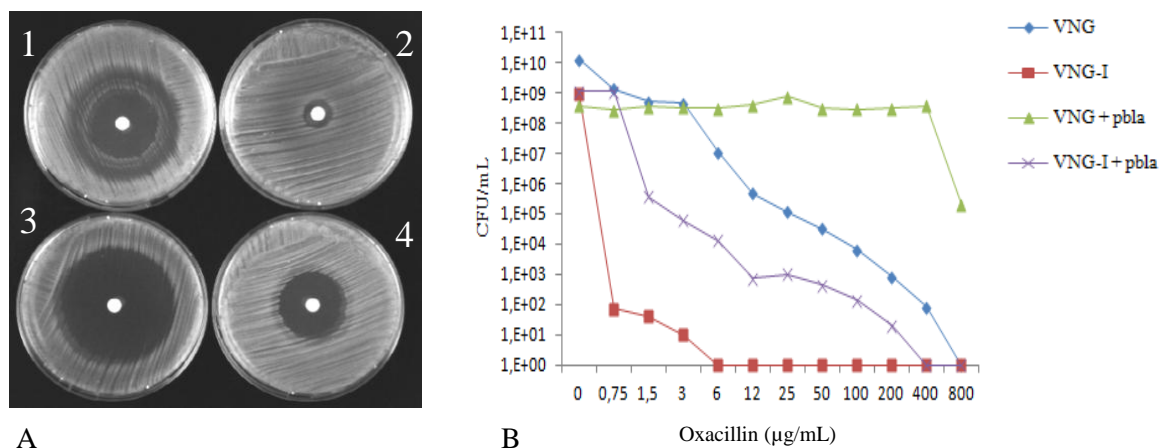 1
2
3
4
A
B
1,E+11
1,E+10
1,E+09
1,E+08
1,E+07
1,E+06
1,E+05
1,E+04
1,E+03
1,E+02
1,E+01
1,E+00
CFU/mL
0 0,75 1,5 3 6 12 25 50 100 200 400 800
Oxacillin (µg/mL)
VNG
VNG-I
VNG + pbla
VNG-I + pbla